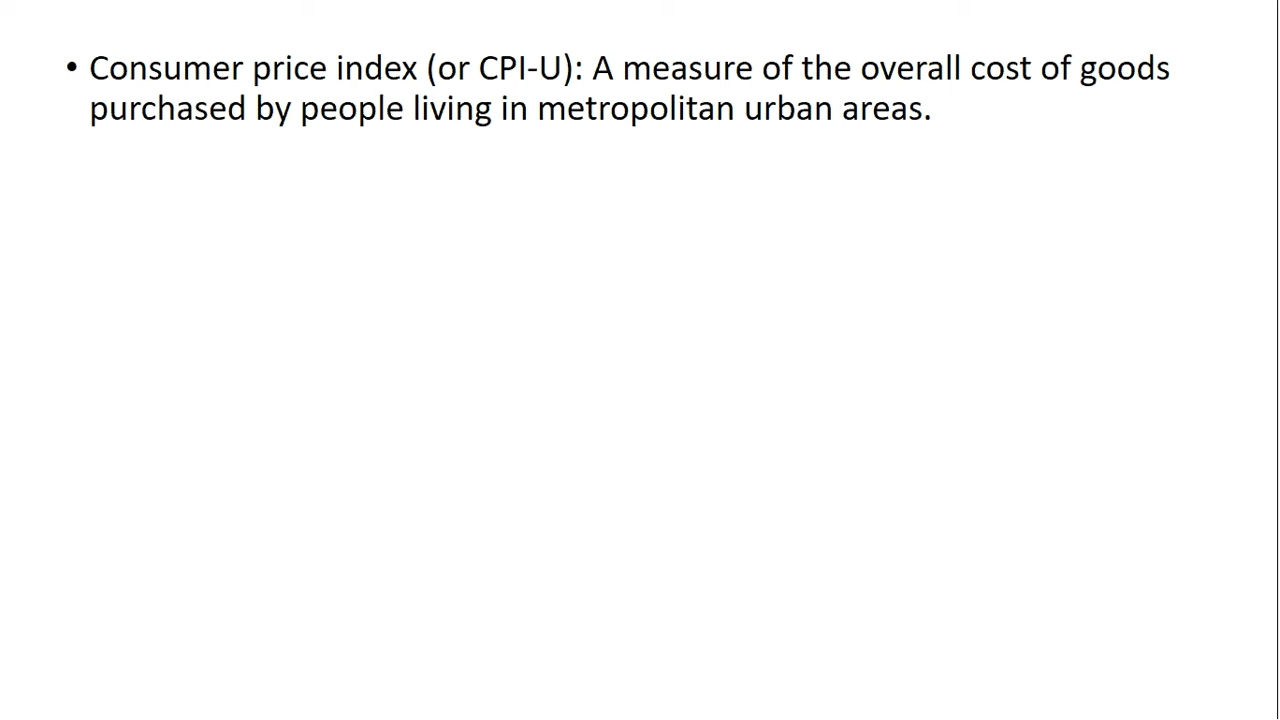 • Consumer price index (or CPI-U): A measure of the overall cost of goods
purchased by people living in metropolitan urban areas.